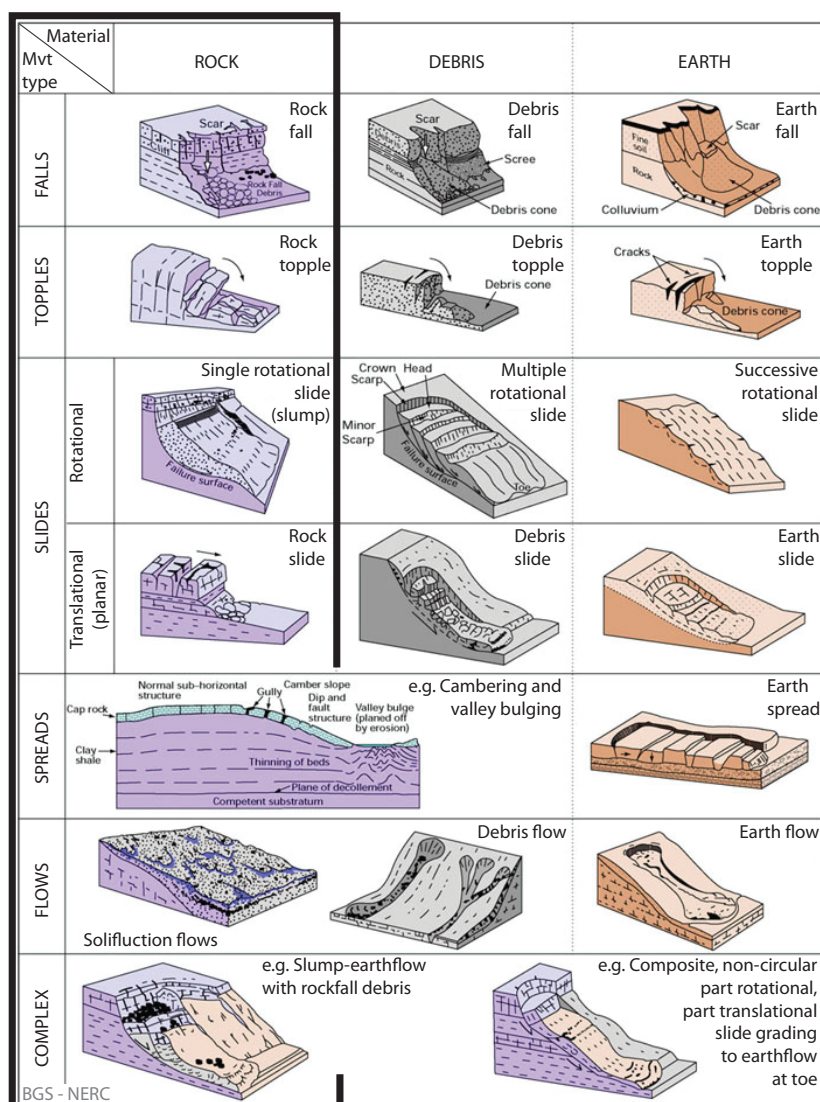 Material
Mvt
type
ROCK
DEBRIS
EARTH
FALLS
Rock
fall
Scar
Cliff
Rock Fall
Debris
Debris
fall
Scar
Debris
Rock
Scree
Debris cone
Earth
fall
Scar
Fine
soil
Rock
Colluvium
Debris cone
TOPPLES
Rock
topple
Debris
topple
Debris cone
Earth
topple
Cracks
Debris cone
SLIDES
Rotational
Single rotational
slide
(slump)
Failure surface
Multiple
rotational
slide
Crown
Head
Scarp
Minor
Scarp
Failure surface
Toe
Successive
rotational
slide
Translational
(planar)
Rock
slide
Debris
slide
Earth
slide
SPREADS
Normal sub-horizontal
structure
Gully
Camber slope
Dip and
fault
structure
Valley bulge
(planed off
by erosion)
Cap rock
Clay
shale
Thinning of beds
Plane of decollement
Competent substratum
e.g. Cambering and
valley bulging
Earth
spread
FLOWS
Solifluction flows
Debris flow
Earth flow
COMPLEX
e.g. Slump-earthflow
with rockfall debris
e.g. Composite, non-circular
part rotational,
part translational
slide grading
to earthflow
at toe
BGS - NERC